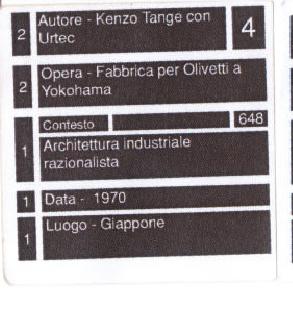 2 Autore - Kenzo Tange con 4
Urtec
2 Opera - Fabbrica per Olivetti a
Yokohama
Contesto 648
1 Architettura industriale
razionalista
1 Data - 1970
1 Luogo - Giappone